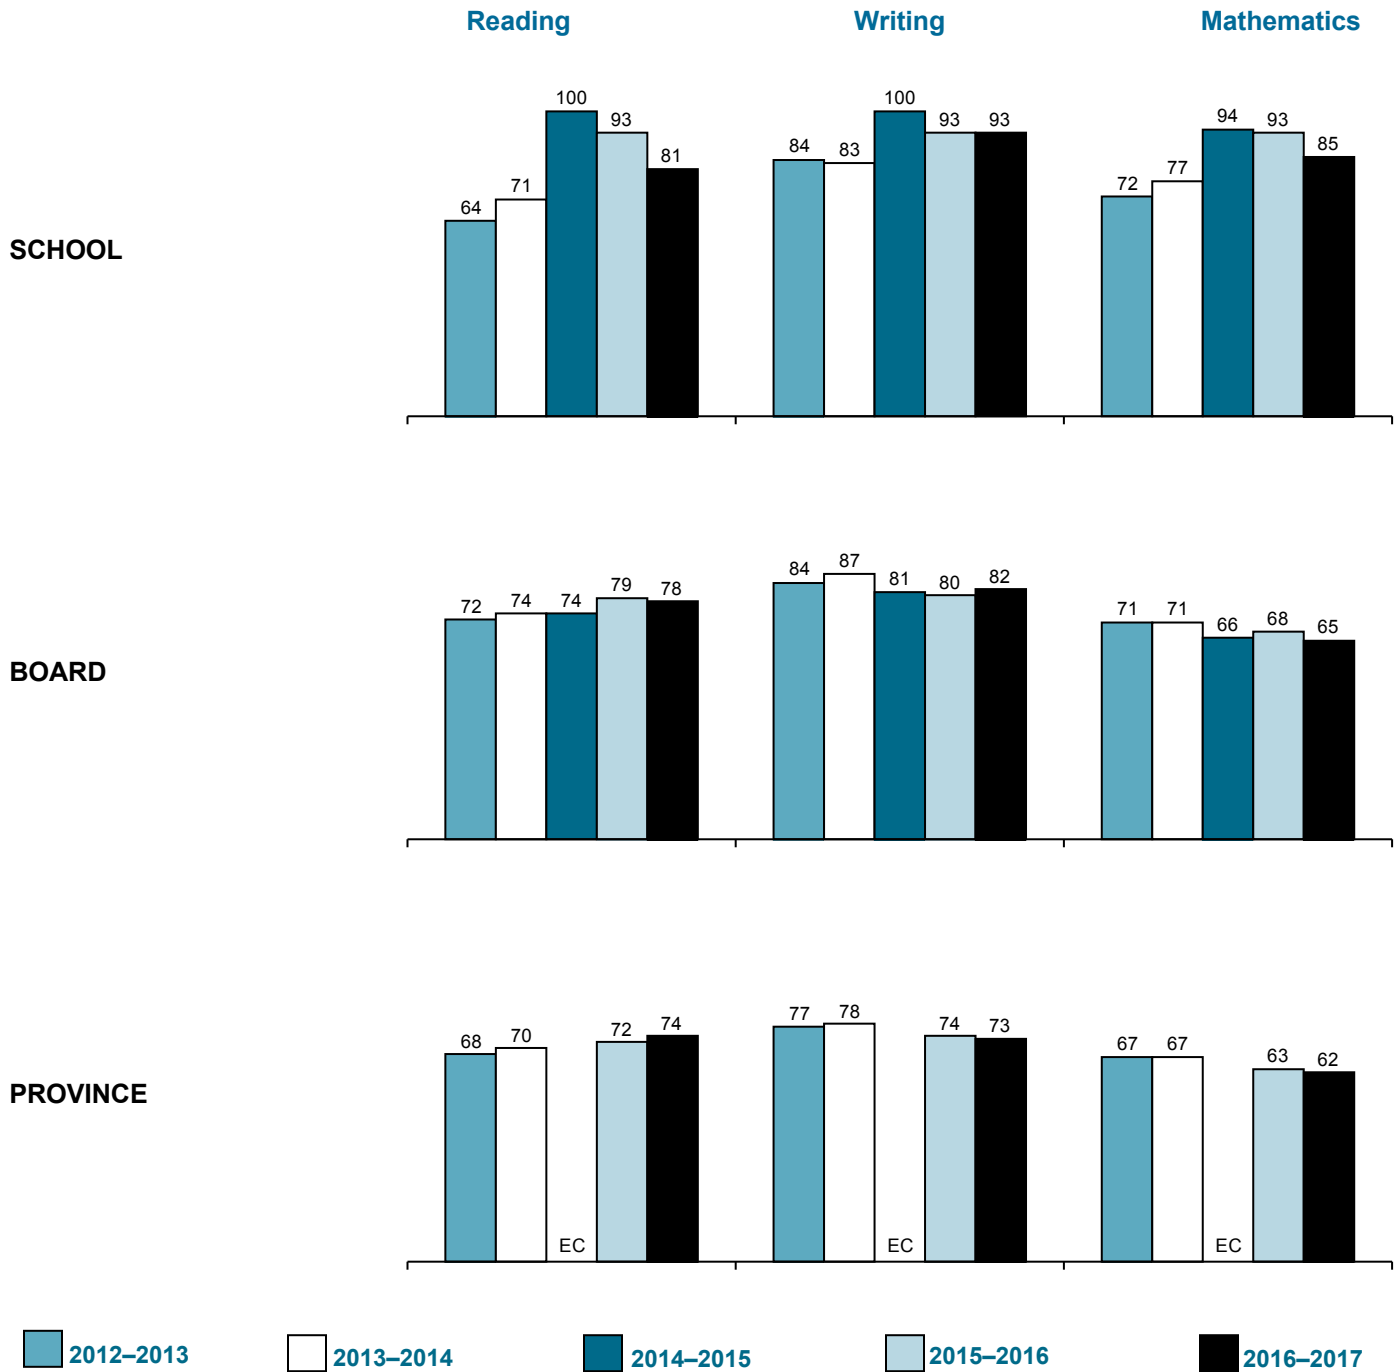 Reading Writing Mathematics
SCHOOL
64 71 100 93 81
84 83 100 93 93
72 77 94 93 85
BOARD
72 74 74 79 78
84 87 81 80 82
71 71 66 68 65
PROVINCE
68 70 EC 72 74
77 78 EC 74 73
67 67 EC 63 62
2012–2013 2013–2014 2014–2015 2015–2016 2016–2017